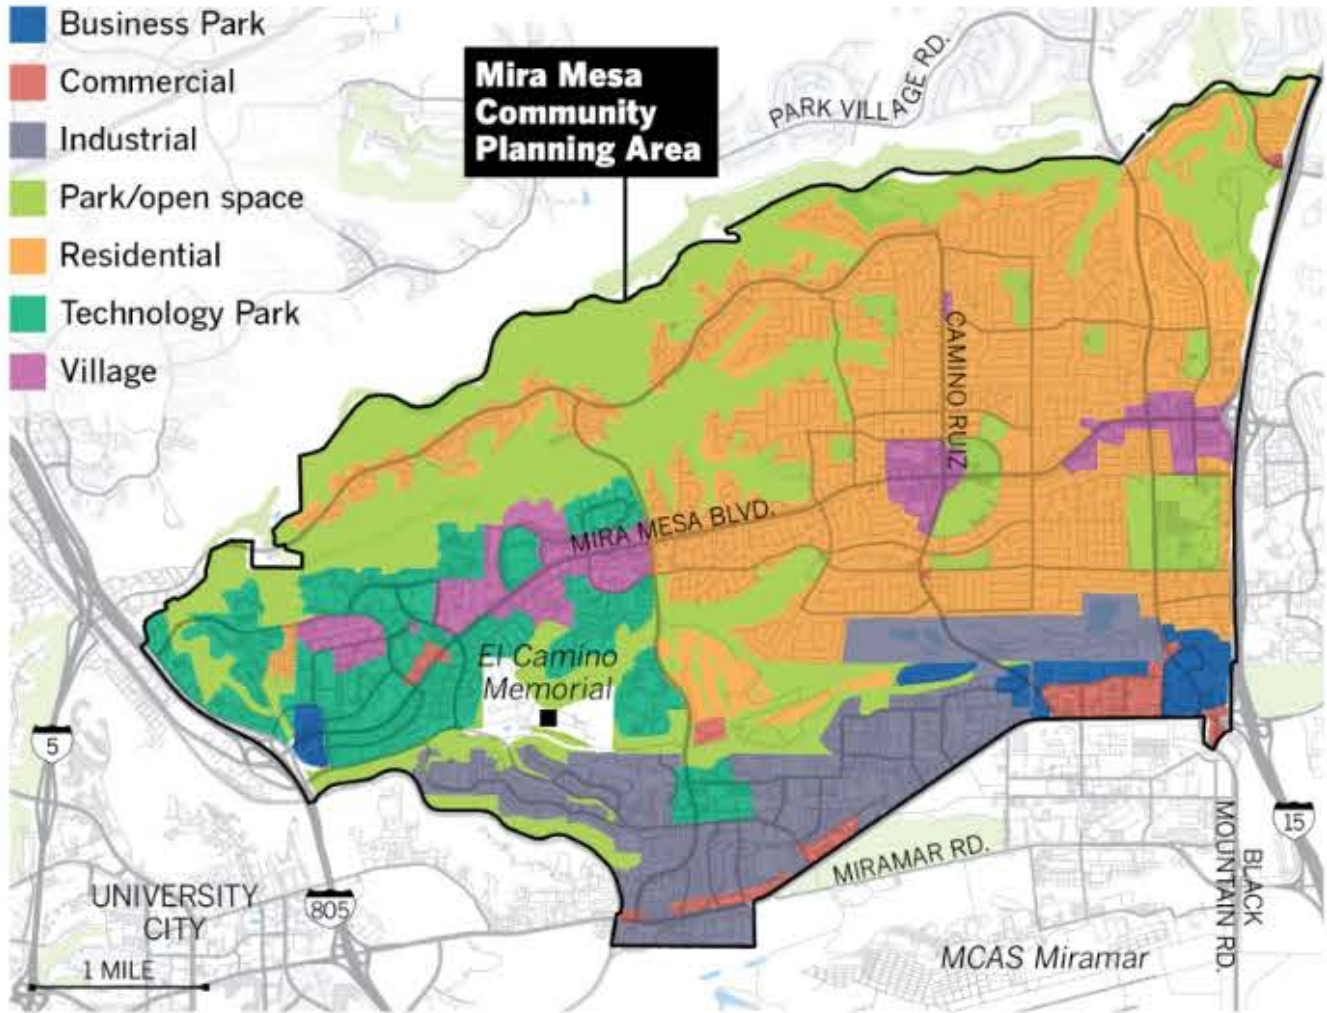 Business Park
Commercial
Industrial
Park/open space
Residential
Technology Park
Village
Mira Mesa
Community
Planning Area
PARK VILLAGE RD.
CAMINO RUIZ
MIRA MESA BLVD.
El Camino
Memorial
5
805
15
MIRAMAR RD.
BLACK
MOUNTAIN RD.
UNIVERSITY
CITY
MCAS Miramar
1 MILE